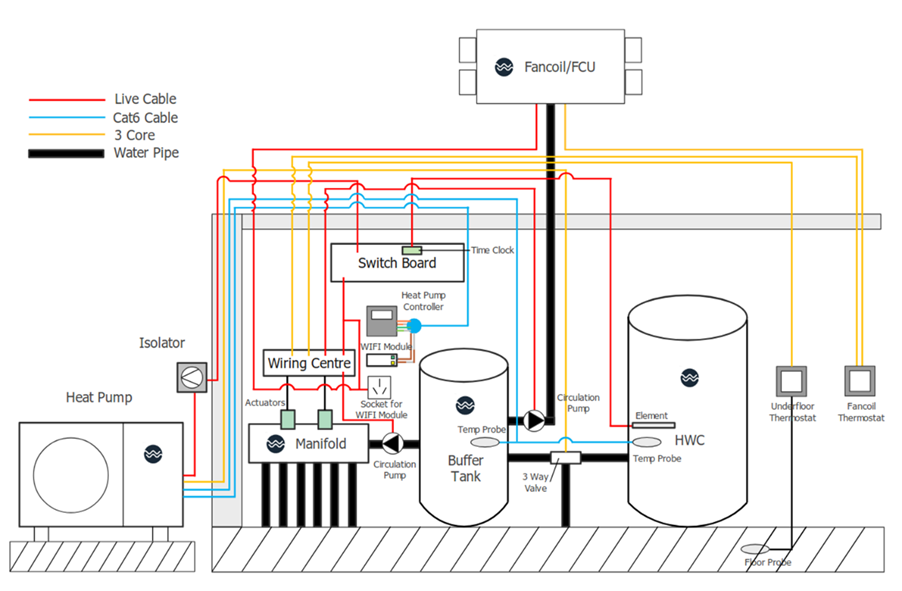 Fancoil/FCU
Live Cable
Cat6 Cable
3 Core
Water Pipe
Time Clock
Switch Board
Heat Pump
Controller
Isolator
WIFI Module
Wiring Centre
Heat Pump
Actuators
Socket for
WIFI Module
Circulation
Pump
Underfloor
Thermostat
Fancoil
Thermostat
Element
Temp Probe
Manifold
HWC
Buffer
Tank
Temp Probe
Circulation
Pump
3 Way
Valve
Floor Probe